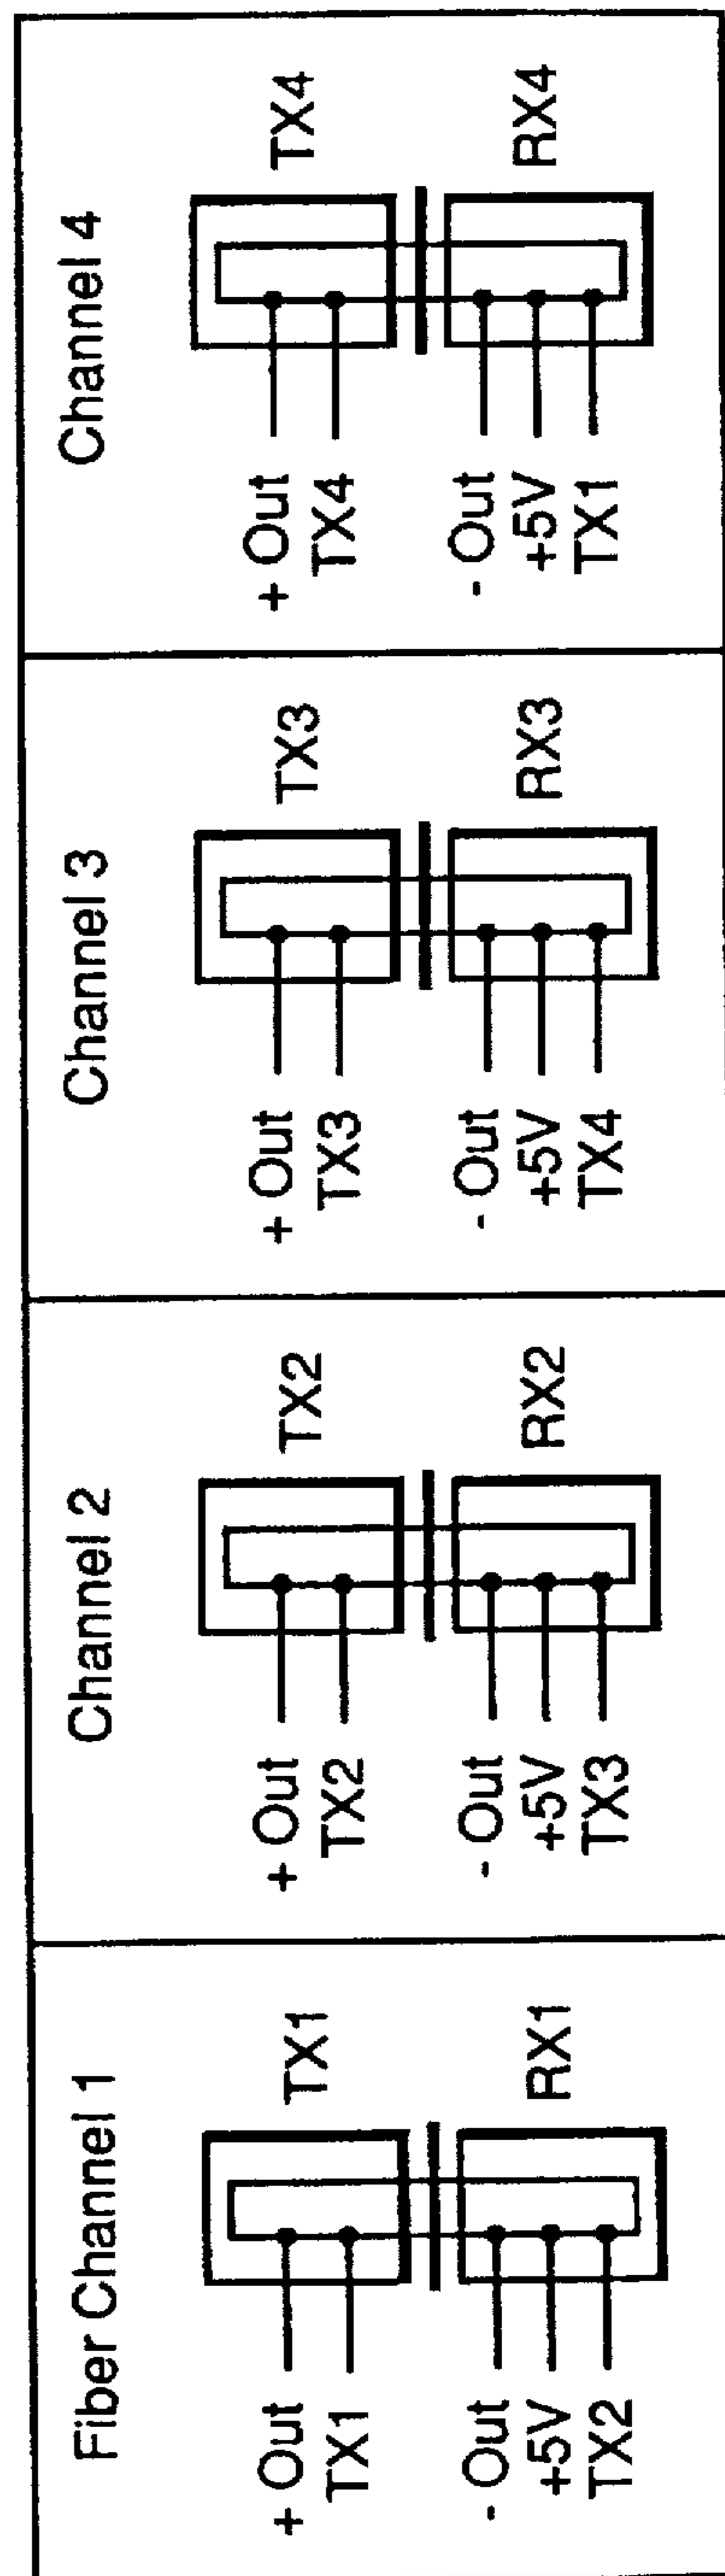 Fiber Channel 1
+ Out
TX1
TX1
- Out
+5V
TX2
RX1
Channel 2
+ Out
TX2
TX2
- Out
+5V
TX3
RX2
Channel 3
+ Out
TX3
TX3
- Out
+5V
TX4
RX3
Channel 4
+ Out
TX4
TX4
- Out
+5V
TX1
RX4